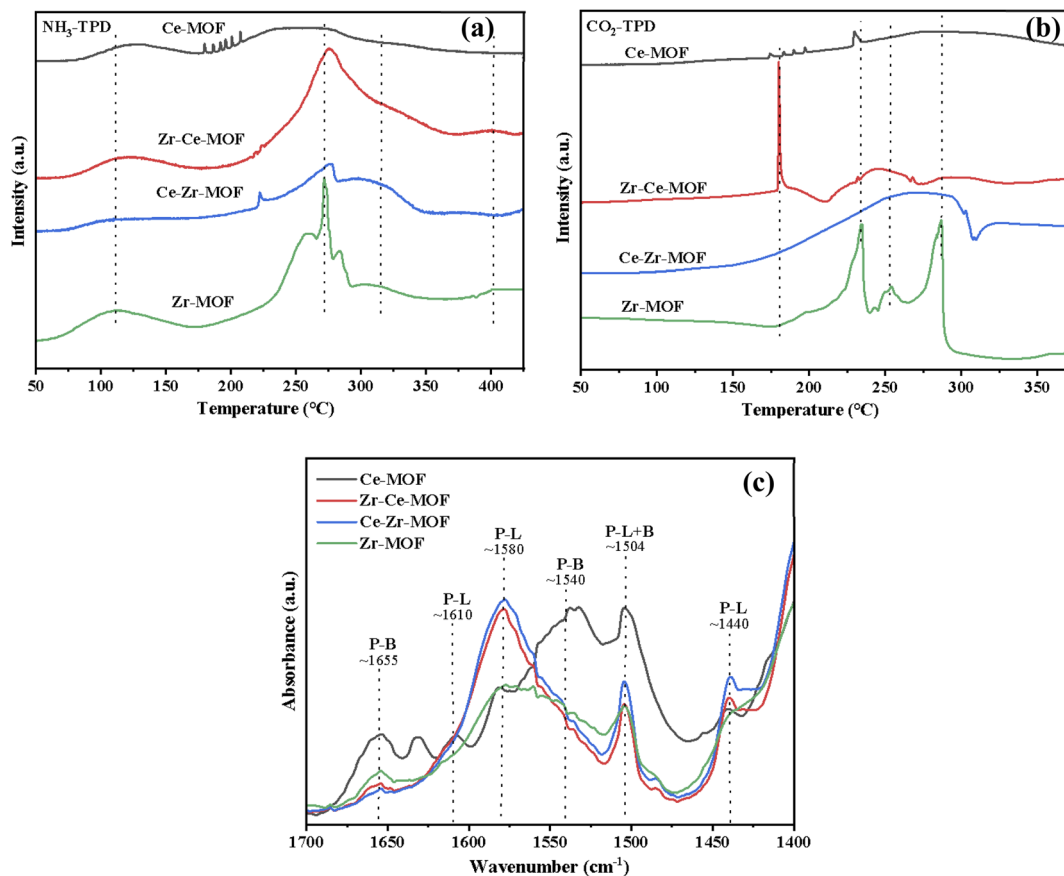 NH₃-TPD
(a)
Ce-MOF
Zr-Ce-MOF
Ce-Zr-MOF
Zr-MOF
Intensity (a.u.)
50 100 150 200 250 300 350 400
Temperature (°C)
CO₂-TPD
(b)
Ce-MOF
Zr-Ce-MOF
Ce-Zr-MOF
Zr-MOF
Intensity (a.u.)
50 100 150 200 250 300 350
Temperature (°C)
(c)
Ce-MOF
Zr-Ce-MOF
Ce-Zr-MOF
Zr-MOF
P-B
~1655
P-L
~1610
P-L
~1580
P-B
~1540
P-L+B
~1504
P-L
~1440
Absorbance (a.u.)
1700 1650 1600 1550 1500 1450 1400
Wavenumber (cm⁻¹)